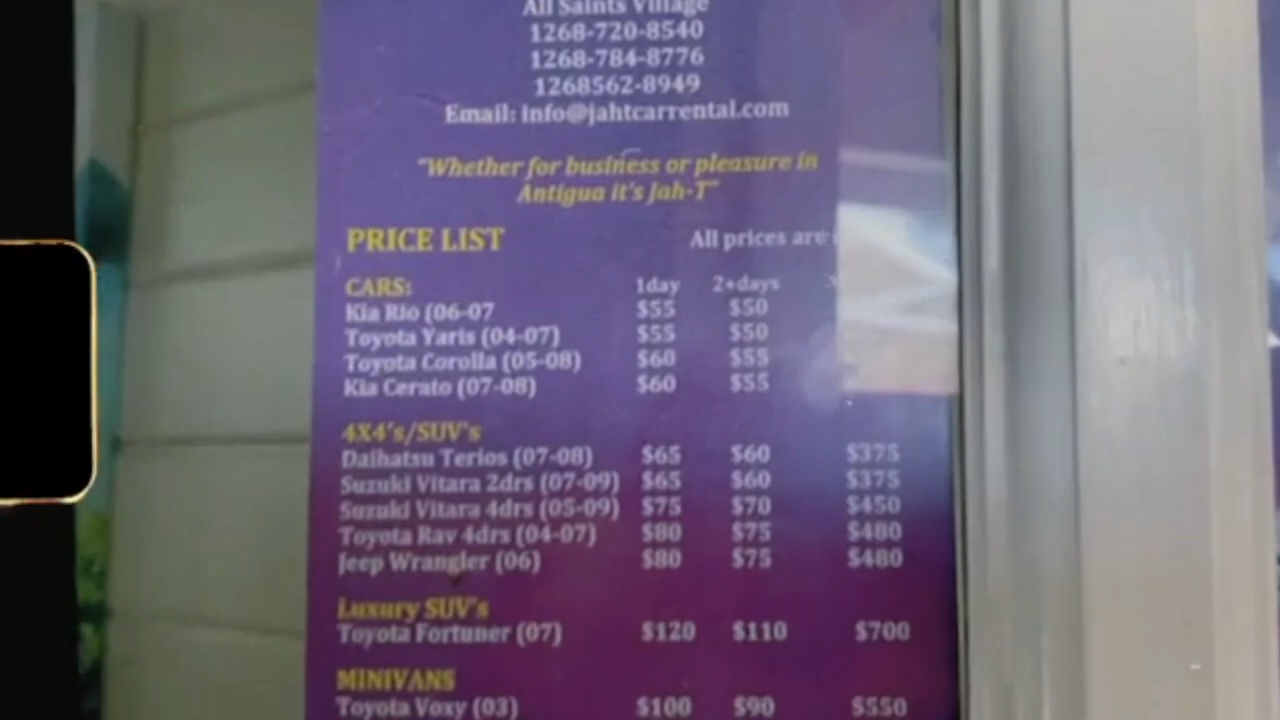 All Saints Village
1268-720-8540
1268-784-8776
1268562-8949
Email: info@jahtcarrental.com
"Whether for business or pleasure in
Antigua it's Jah-T"
PRICE LIST All prices are
CARS: 1day 2+days
Kia Rio (06-07 $55 $50
Toyota Yaris (04-07) $55 $50
Toyota Corolla (05-08) $60 $55
Kia Cerato (07-08) $60 $55
4X4's/SUV's
Daihatsu Terios (07-08) $65 $60 $375
Suzuki Vitara 2drs (07-09) $65 $60 $375
Suzuki Vitara 4drs (05-09) $75 $70 $450
Toyota Rav 4drs (04-07) $80 $75 $480
Jeep Wrangler (06) $80 $75 $480
Luxury SUV's
Toyota Fortuner (07) $120 $110 $700
MINIVANS
Toyota Voxy (03) $100 $90 $550